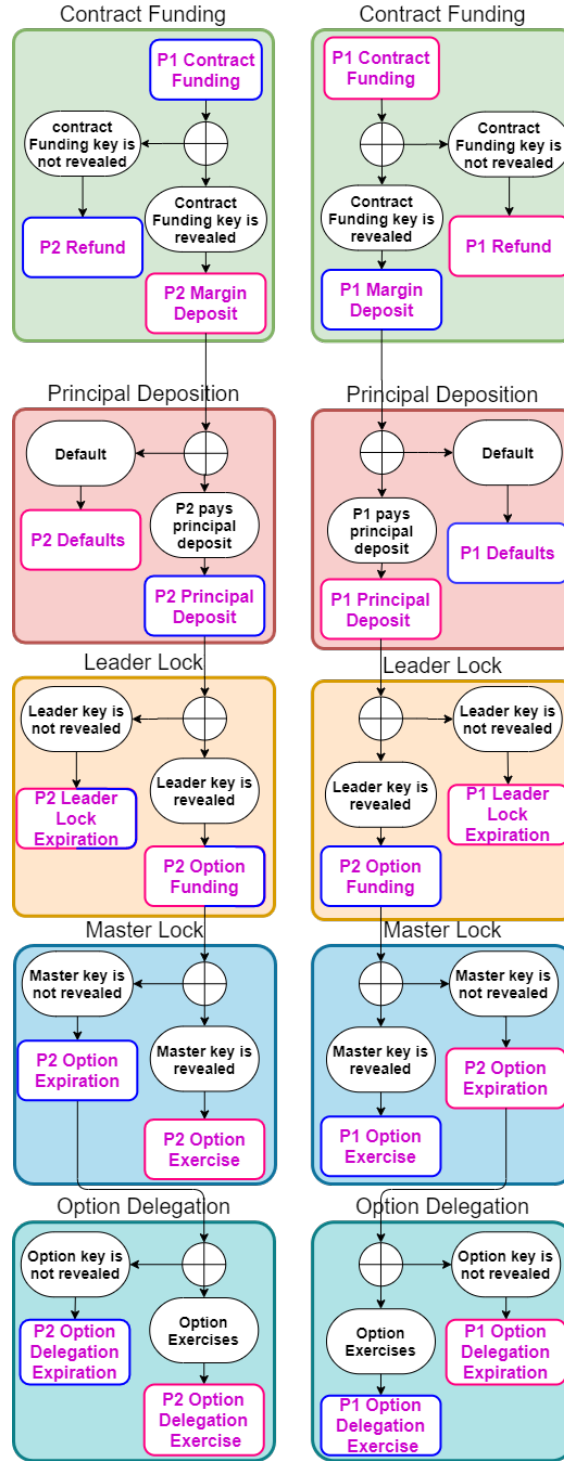 Contract Funding
P1 Contract
Funding
contract
Funding key is
not revealed
Contract
Funding key is
revealed
P2 Refund
P2 Margin
Deposit
Principal Deposition
Default
P2 pays
principal
deposit
P2 Defaults
P2 Principal
Deposit
Leader Lock
Leader key is
not revealed
Leader key is
revealed
P2 Leader
Lock
Expiration
P2 Option
Funding
Master Lock
Master key is
not revealed
Master key is
revealed
P2 Option
Expiration
P2 Option
Exercise
Option Delegation
Option key is
not revealed
Option
Exercises
P2 Option
Delegation
Expiration
P2 Option
Delegation
Exercise
Contract Funding
P1 Contract
Funding
Contract
Funding key is
not revealed
Contract
Funding key is
revealed
P1 Refund
P1 Margin
Deposit
Principal Deposition
Default
P1 pays
principal
deposit
P1 Defaults
P1 Principal
Deposit
Leader Lock
Leader key is
not revealed
Leader key is
revealed
P1 Leader
Lock
Expiration
P2 Option
Funding
Master Lock
Master key is
not revealed
Master key is
revealed
P2 Option
Expiration
P1 Option
Exercise
Option Delegation
Option key is
not revealed
Option
Exercises
P1 Option
Delegation
Expiration
P1 Option
Delegation
Exercise